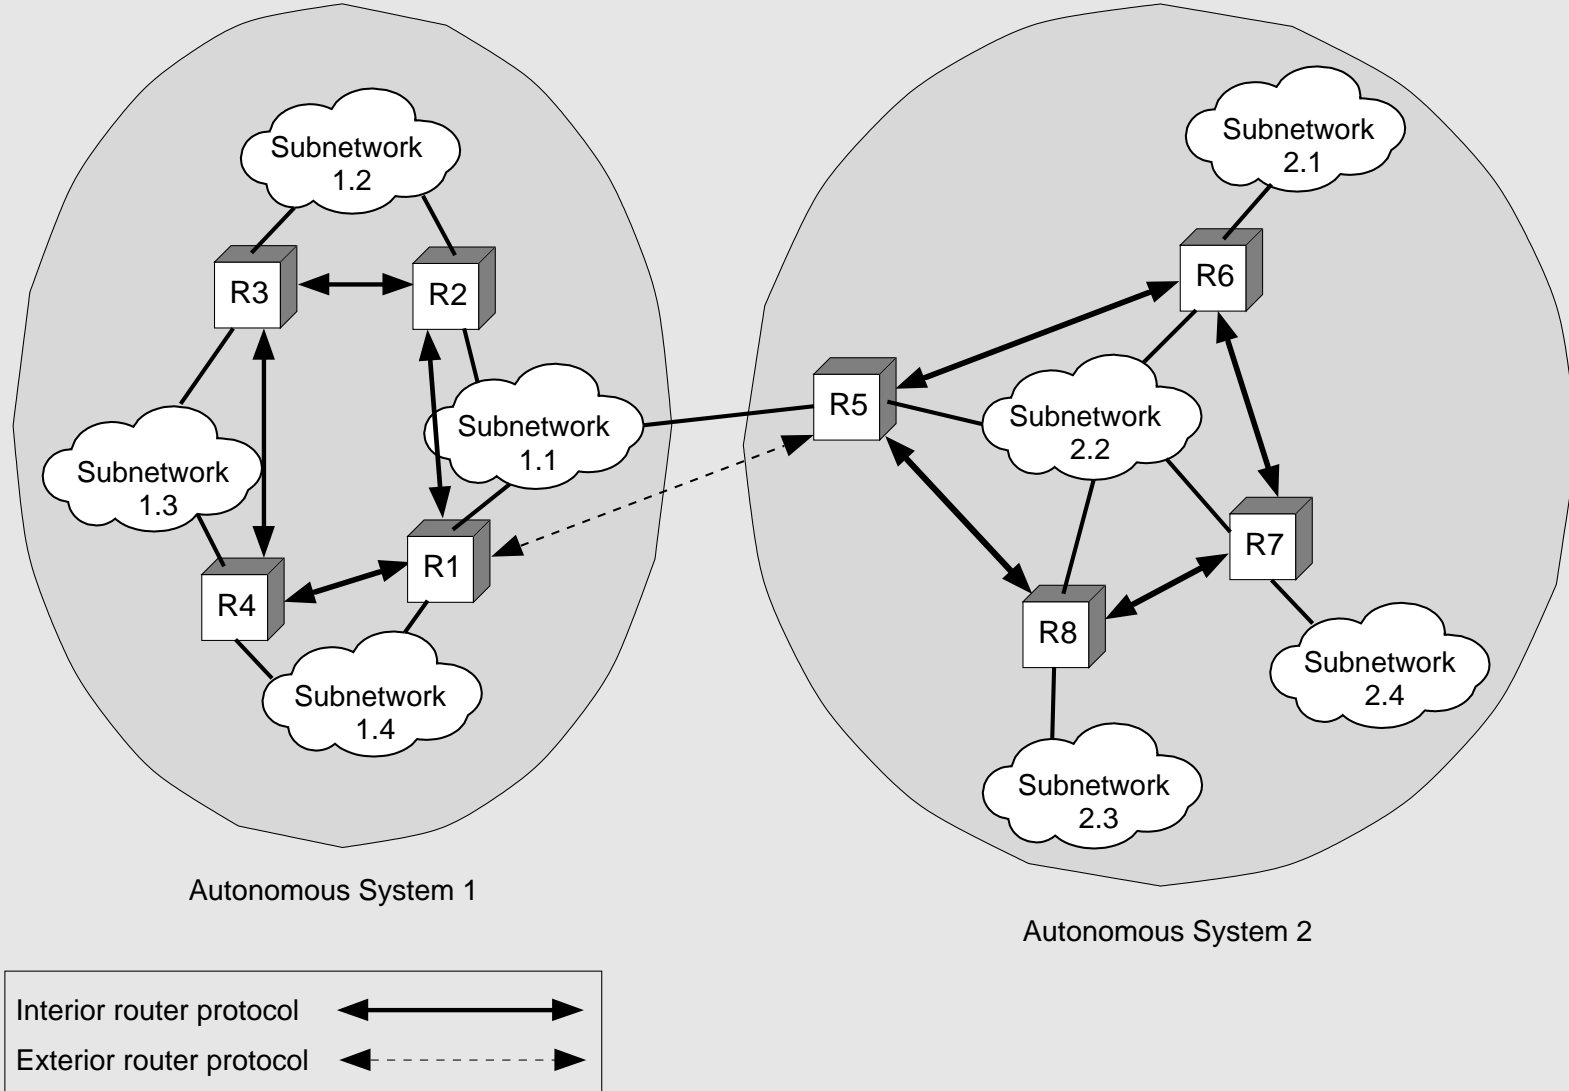 Subnetwork
1.2
Subnetwork
2.1
R3
R2
R6
R5
Subnetwork
1.1
Subnetwork
2.2
Subnetwork
1.3
R1
R7
R4
R8
Subnetwork
1.4
Subnetwork
2.4
Subnetwork
2.3
Autonomous System 1
Autonomous System 2
Interior router protocol
Exterior router protocol